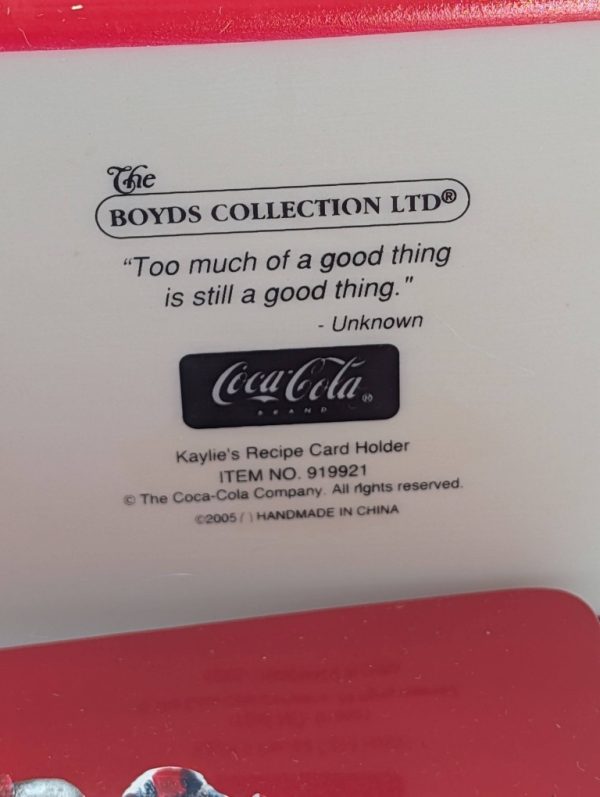 The
BOYDS COLLECTION LTD®
"Too much of a good thing
is still a good thing."
- Unknown
Coca-Cola®
BRAND
Kaylie's Recipe Card Holder
ITEM NO. 919921
© The Coca-Cola Company. All rights reserved.
©2005 / \ HANDMADE IN CHINA